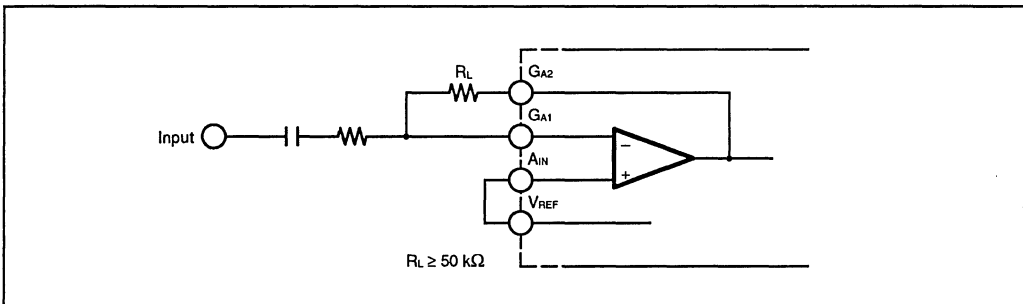 RL
GA2
GA1
Input
−
AIN
+
VREF
RL ≥ 50 kΩ